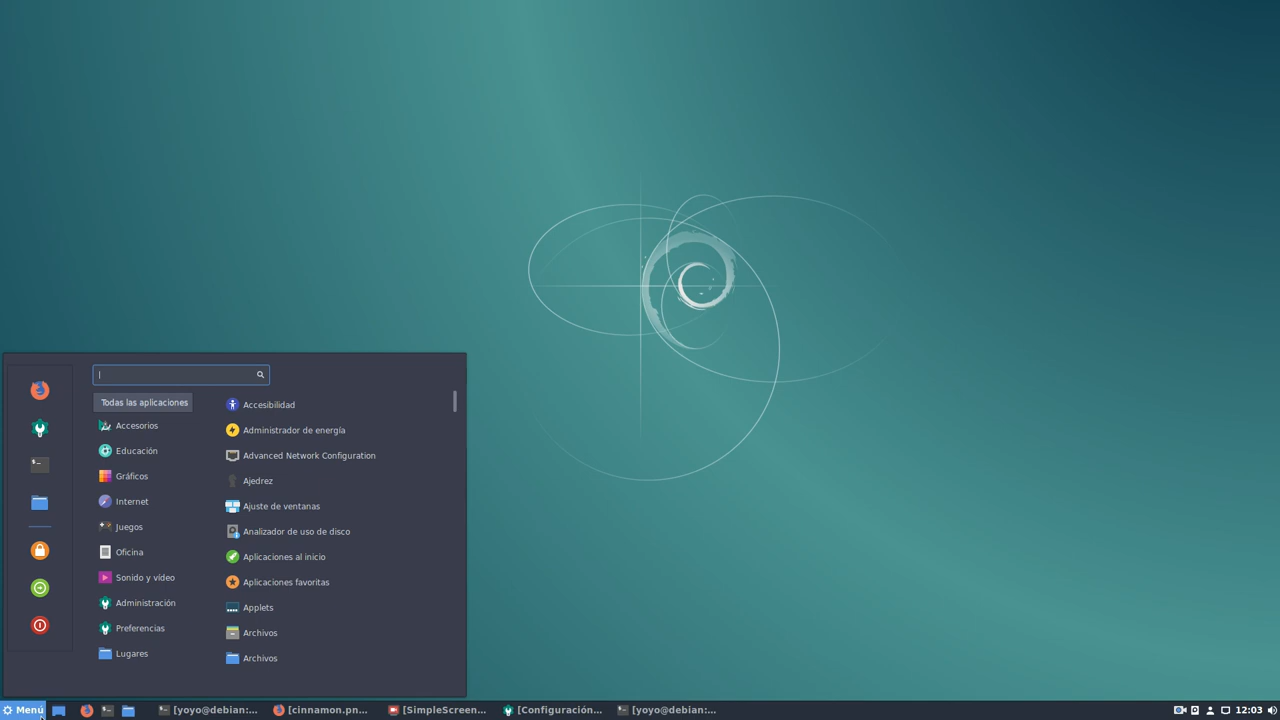 Todas las aplicaciones
Accesorios
Educación
Gráficos
Internet
Juegos
Oficina
Sonido y vídeo
Administración
Preferencias
Lugares
Accesibilidad
Administrador de energía
Advanced Network Configuration
Ajedrez
Ajuste de ventanas
Analizador de uso de disco
Aplicaciones al inicio
Aplicaciones favoritas
Applets
Archivos
Archivos
Menú [yoyo@debian:... [cinnamon.pn... [SimpleScreen... [Configuración... [yoyo@debian:... 12:03